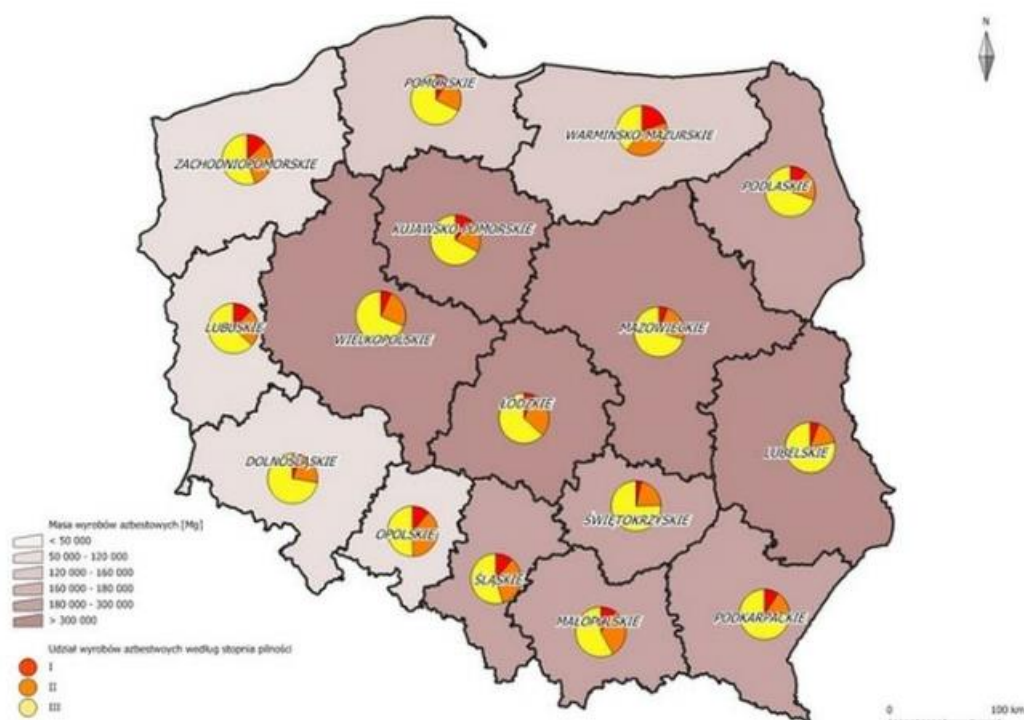 N
POMORSKIE
WARMIŃSKO-MAZURSKIE
ZACHODNIOPOMORSKIE
PODLASKIE
KUJAWSKO-POMORSKIE
LUBUSKIE
MAZOWIECKIE
WIELKOPOLSKIE
ŁÓDZKIE
LUBELSKIE
DOLNOŚLĄSKIE
ŚWIĘTOKRZYSKIE
OPOLSKIE
ŚLĄSKIE
MAŁOPOLSKIE
PODKARPACKIE
Masa wyrobów azbestowych [Mg]
< 50 000
50 000 - 120 000
120 000 - 160 000
160 000 - 180 000
180 000 - 300 000
> 300 000
Udział wyrobów azbestwoych według stopnia pilności
I
II
III
0 100 km